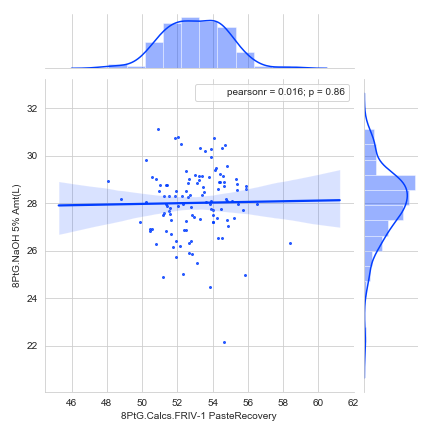 pearsonr = 0.016; p = 0.86
32
30
28
26
24
22
8PtG.NaOH 5% Amt(L)
46 48 50 52 54 56 58 60 62
8PtG.Calcs.FRIV-1 PasteRecovery